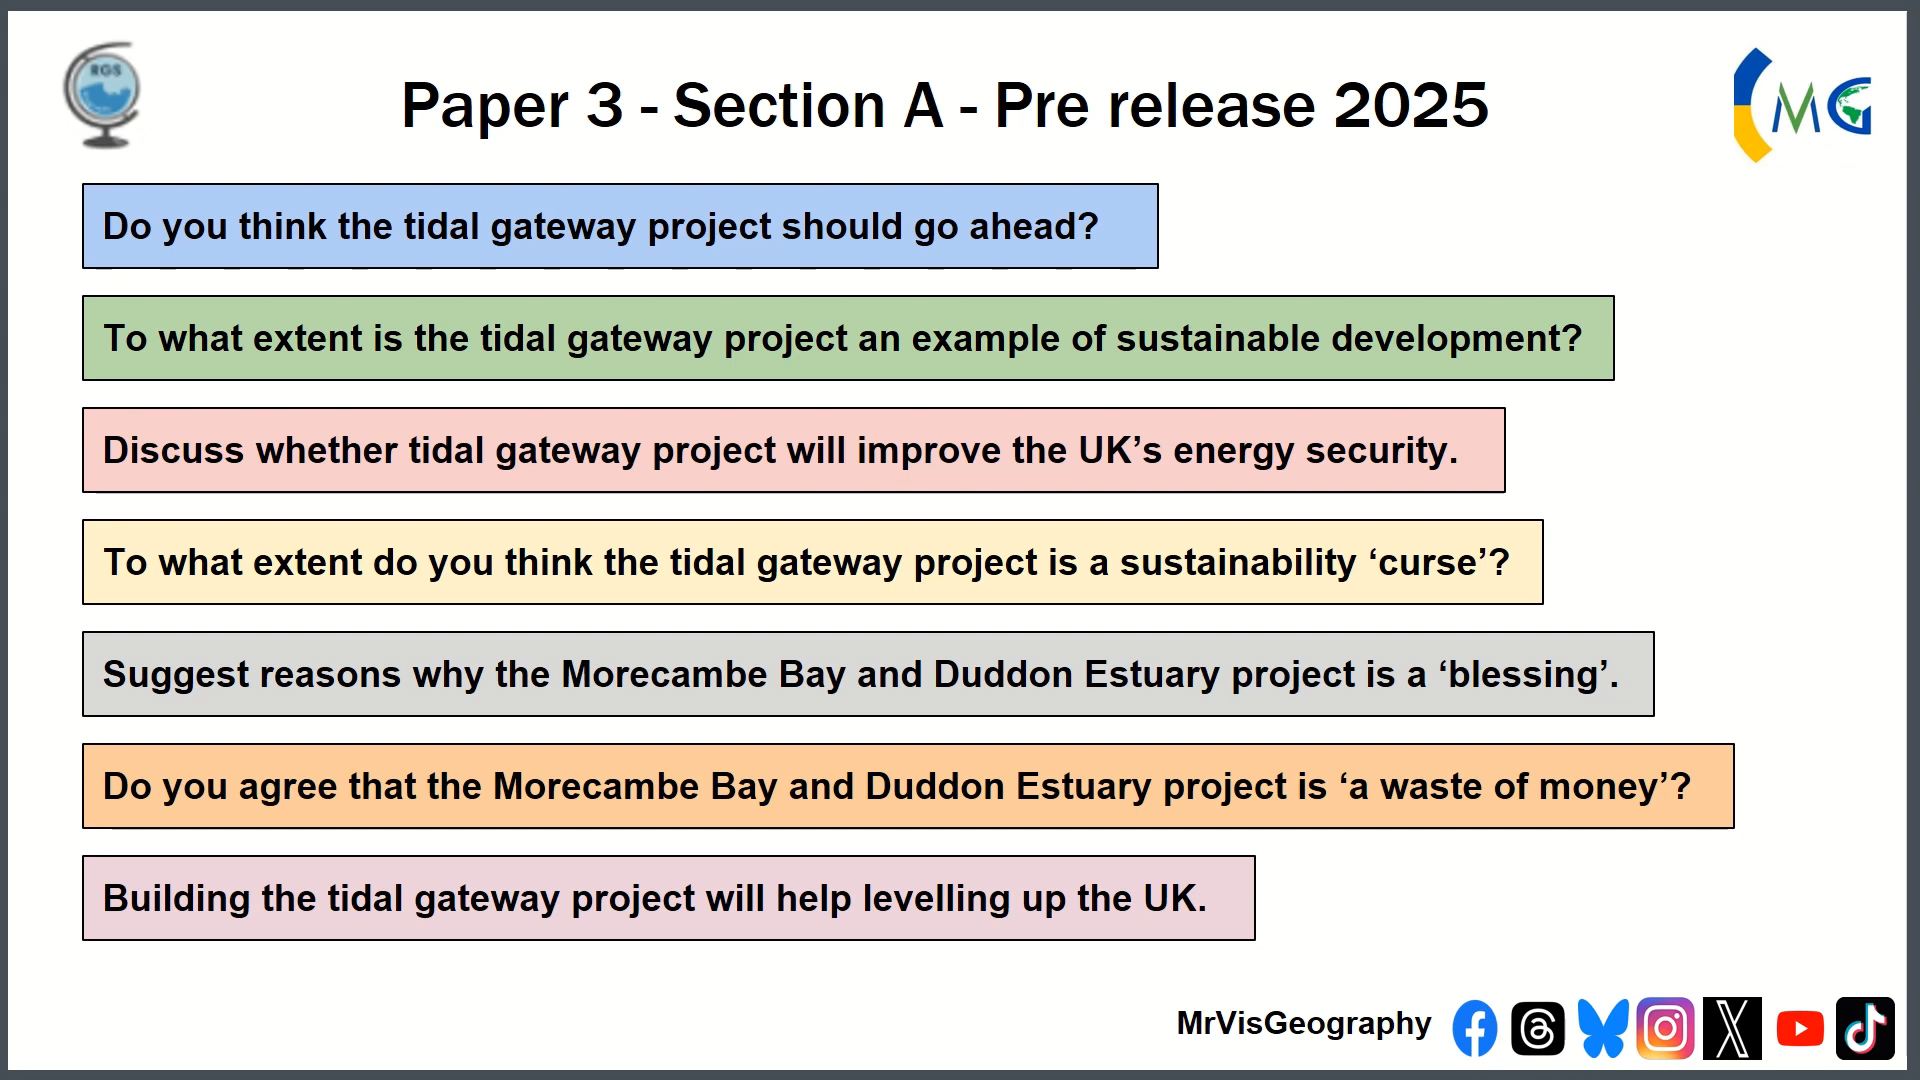 RGS
Paper 3 - Section A - Pre release 2025
MG
Do you think the tidal gateway project should go ahead?
To what extent is the tidal gateway project an example of sustainable development?
Discuss whether tidal gateway project will improve the UK’s energy security.
To what extent do you think the tidal gateway project is a sustainability ‘curse’?
Suggest reasons why the Morecambe Bay and Duddon Estuary project is a ‘blessing’.
Do you agree that the Morecambe Bay and Duddon Estuary project is ‘a waste of money’?
Building the tidal gateway project will help levelling up the UK.
MrVisGeography